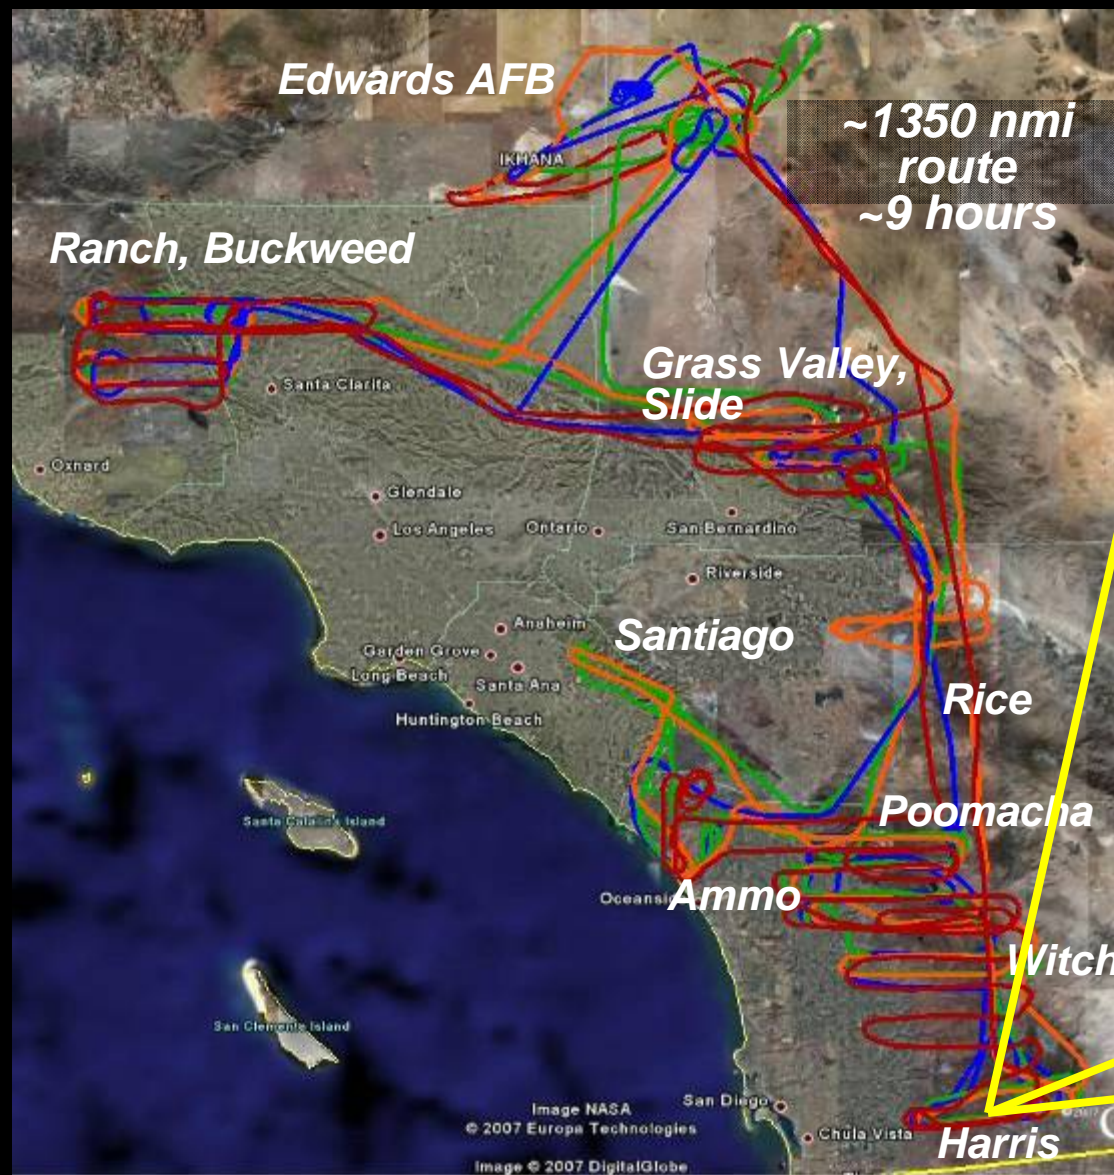 Edwards AFB
~1350 nmi
route
~9 hours
IKHANA
Ranch, Buckweed
Grass Valley,
Slide
Santa Clarita
Oxnard
Glendale
Los Angeles
Ontario
San Bernardino
Riverside
Anaheim
Santiago
Garden Grove
Long Beach
Santa Ana
Huntington Beach
Rice
Poomacha
Santa Catalina Island
Ammo
Witch
San Clemente Island
San Diego
Image NASA
© 2007 Europa Technologies
Chula Vista
Harris
Image © 2007 DigitalGlobe